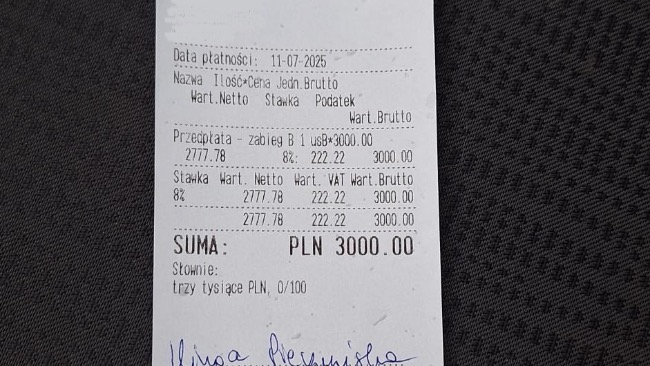 Data płatności: 11-07-2025
Nazwa Ilość*Cena Jedn.Brutto
Wart.Netto Stawka Podatek
Wart.Brutto
Przedpłata - zabieg B 1 usB*3000.00
2777.78 8%: 222.22 3000.00
Stawka Wart. Netto Wart. VAT Wart.Brutto
8% 2777.78 222.22 3000.00
2777.78 222.22 3000.00
SUMA: PLN 3000.00
Słownie:
trzy tysiące PLN, 0/100